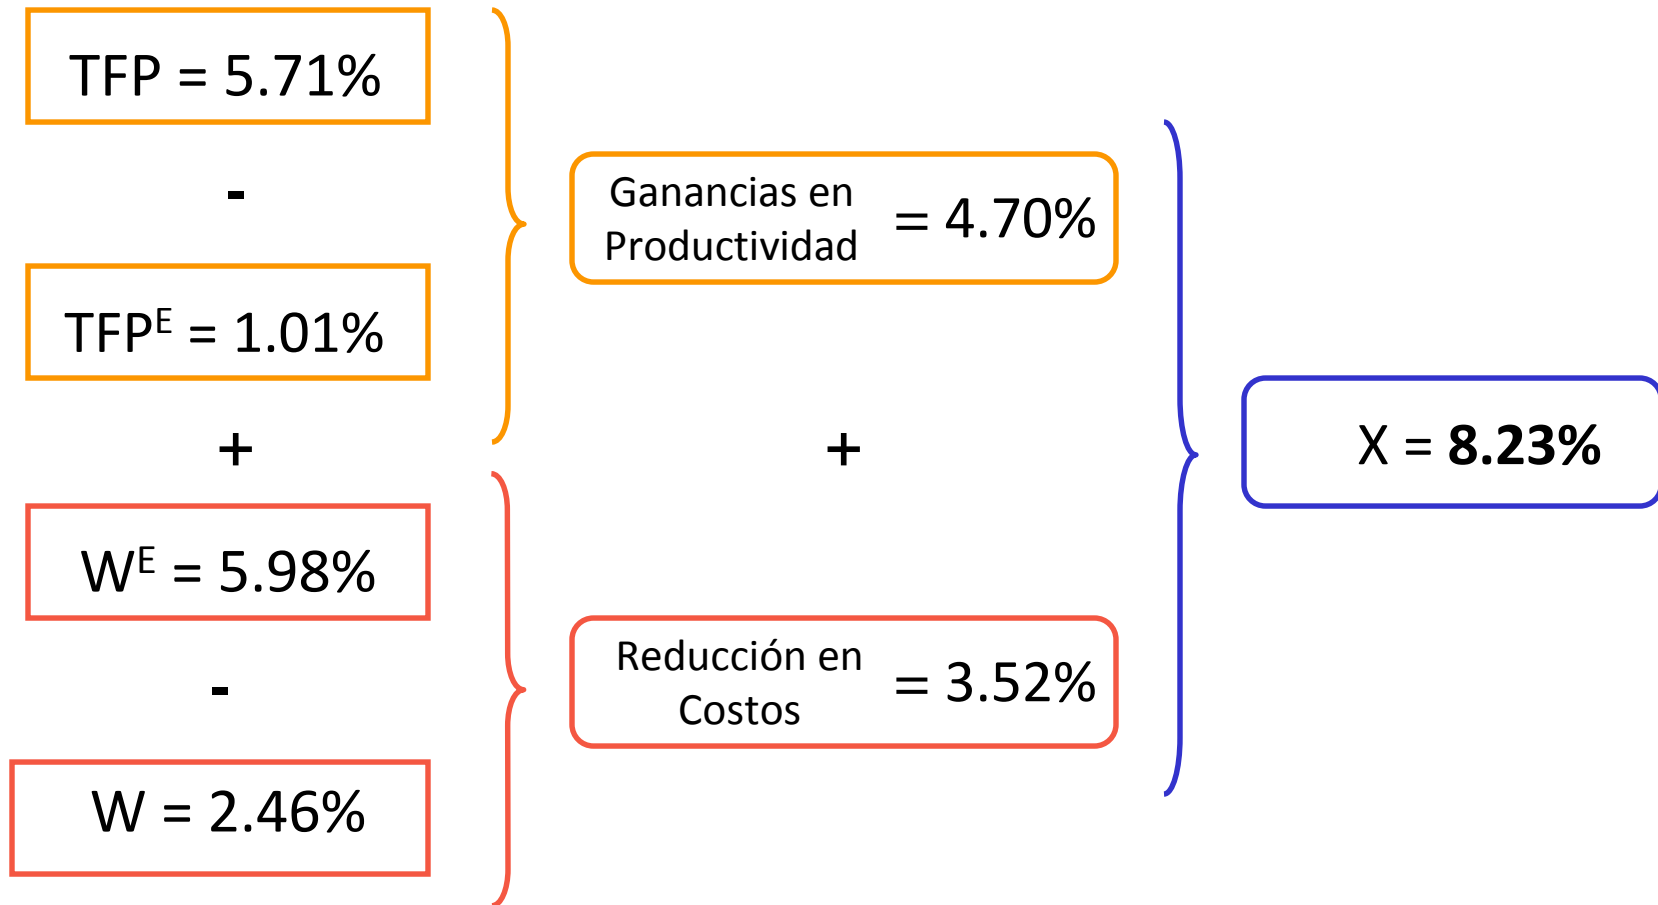 TFP = 5.71%
-
TFPᴱ = 1.01%
+
Wᴱ = 5.98%
-
W = 2.46%
Ganancias en
Productividad = 4.70%
+
Reducción en
Costos = 3.52%
X = 8.23%